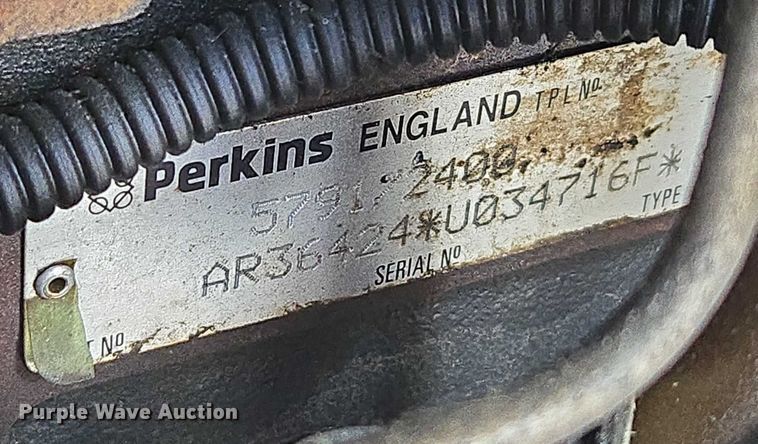 Perkins ENGLAND TPL No
5791/2400
AR36424*U034716F*
T No SERIAL No TYPE
Purple Wave Auction